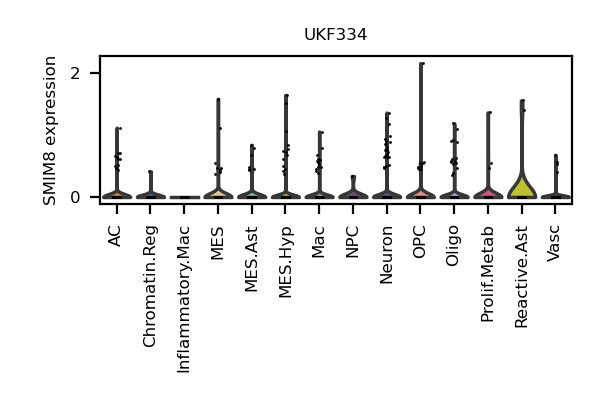 UKF334
SMIM8 expression
2
0
AC
Chromatin.Reg
Inflammatory.Mac
MES
MES.Ast
MES.Hyp
Mac
NPC
Neuron
OPC
Oligo
Prolif.Metab
Reactive.Ast
Vasc